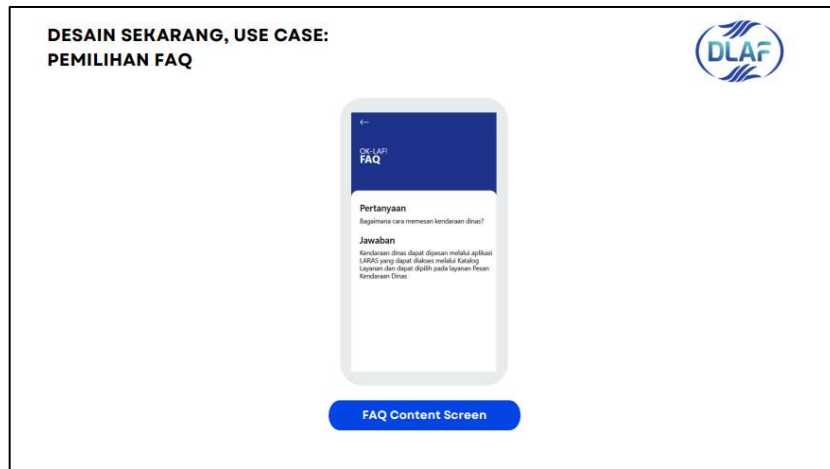 DESAIN SEKARANG, USE CASE:
PEMILIHAN FAQ
DLAF
←
OK-LAF!
FAQ
Pertanyaan
Bagaimana cara memesan kendaraan dinas?
Jawaban
Kendaraan dinas dapat dipesan melalui aplikasi
LARAS yang dapat diakses melalui Katalog
Layanan dan dapat dipilih pada layanan Pesan
Kendaraan Dinas
FAQ Content Screen